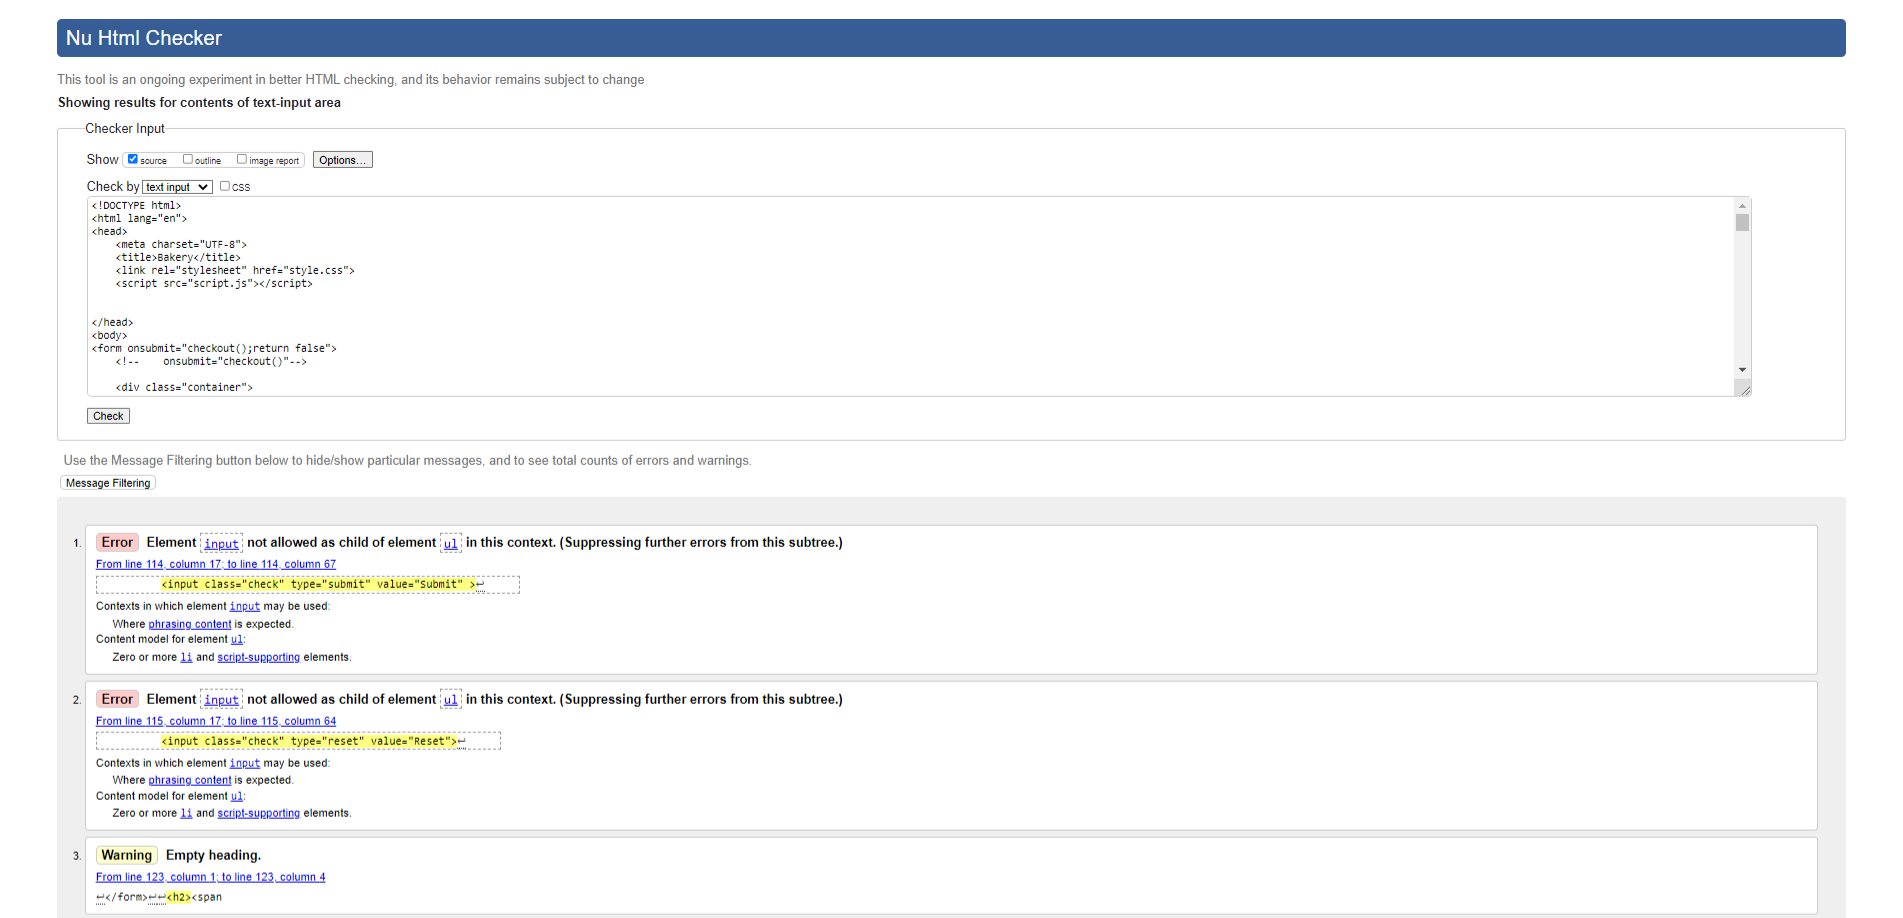 Nu Html Checker
This tool is an ongoing experiment in better HTML checking, and its behavior remains subject to change
Showing results for contents of text-input area
Checker Input
Show source outline image report Options...
Check by text input css
<!DOCTYPE html>
<html lang="en">
<head>
    <meta charset="UTF-8">
    <title>Bakery</title>
    <link rel="stylesheet" href="style.css">
    <script src="script.js"></script>
</head>
<body>
<form onsubmit="checkout();return false">
    <!--    onsubmit="checkout()"-->
    <div class="container">
Check
Use the Message Filtering button below to hide/show particular messages, and to see total counts of errors and warnings.
Message Filtering
1. Error Element input not allowed as child of element ul in this context. (Suppressing further errors from this subtree.)
From line 114, column 17; to line 114, column 67
<input class="check" type="submit" value="Submit" >↩
Contexts in which element input may be used:
Where phrasing content is expected.
Content model for element ul:
Zero or more li and script-supporting elements.
2. Error Element input not allowed as child of element ul in this context. (Suppressing further errors from this subtree.)
From line 115, column 17; to line 115, column 64
<input class="check" type="reset" value="Reset">↩
Contexts in which element input may be used:
Where phrasing content is expected.
Content model for element ul:
Zero or more li and script-supporting elements.
3. Warning Empty heading.
From line 123, column 1; to line 123, column 4
↩</form>↩↩<h2><span